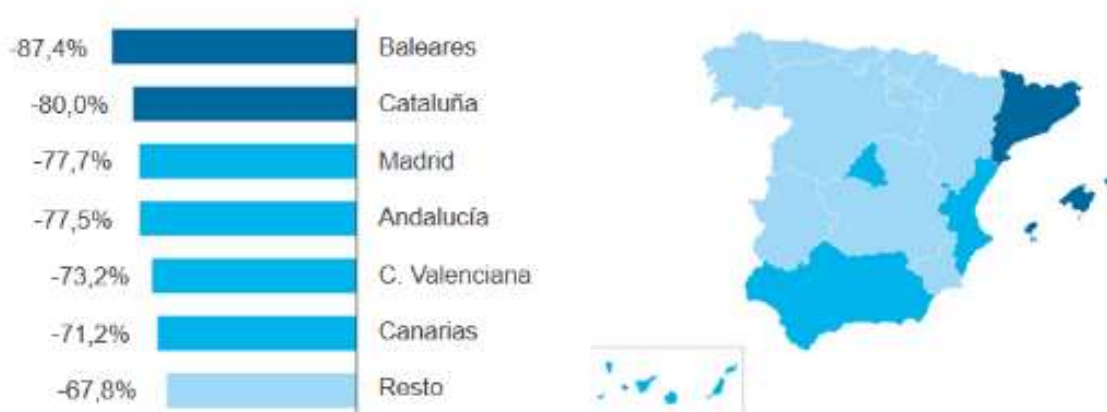 -87,4% Baleares
-80,0% Cataluña
-77,7% Madrid
-77,5% Andalucía
-73,2% C. Valenciana
-71,2% Canarias
-67,8% Resto